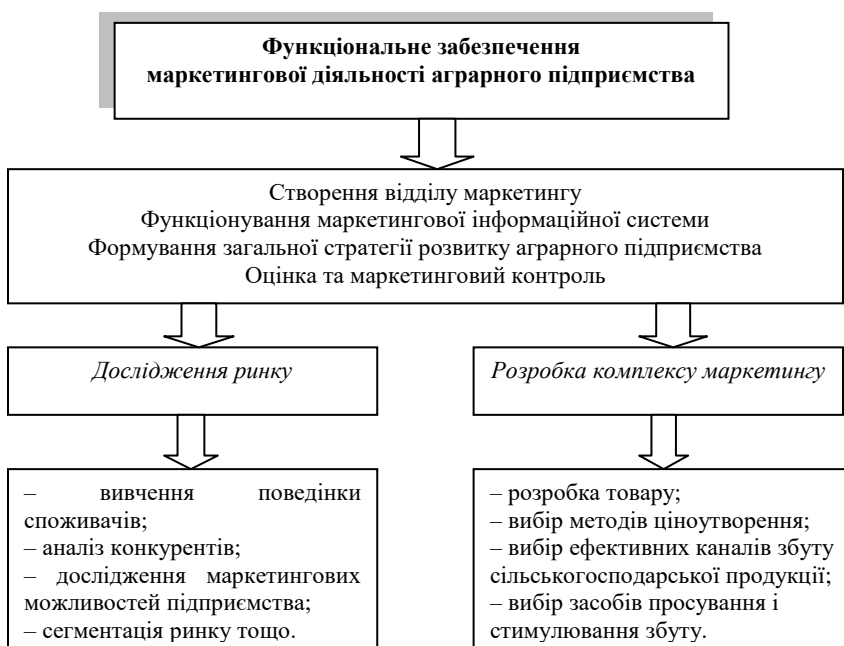 Функціональне забезпечення
маркетингової діяльності аграрного підприємства
Створення відділу маркетингу
Функціонування маркетингової інформаційної системи
Формування загальної стратегії розвитку аграрного підприємства
Оцінка та маркетинговий контроль
Дослідження ринку
Розробка комплексу маркетингу
– вивчення поведінки
споживачів;
– аналіз конкурентів;
– дослідження маркетингових
можливостей підприємства;
– сегментація ринку тощо.
– розробка товару;
– вибір методів ціноутворення;
– вибір ефективних каналів збуту
сільськогосподарської продукції;
– вибір засобів просування і
стимулювання збуту.